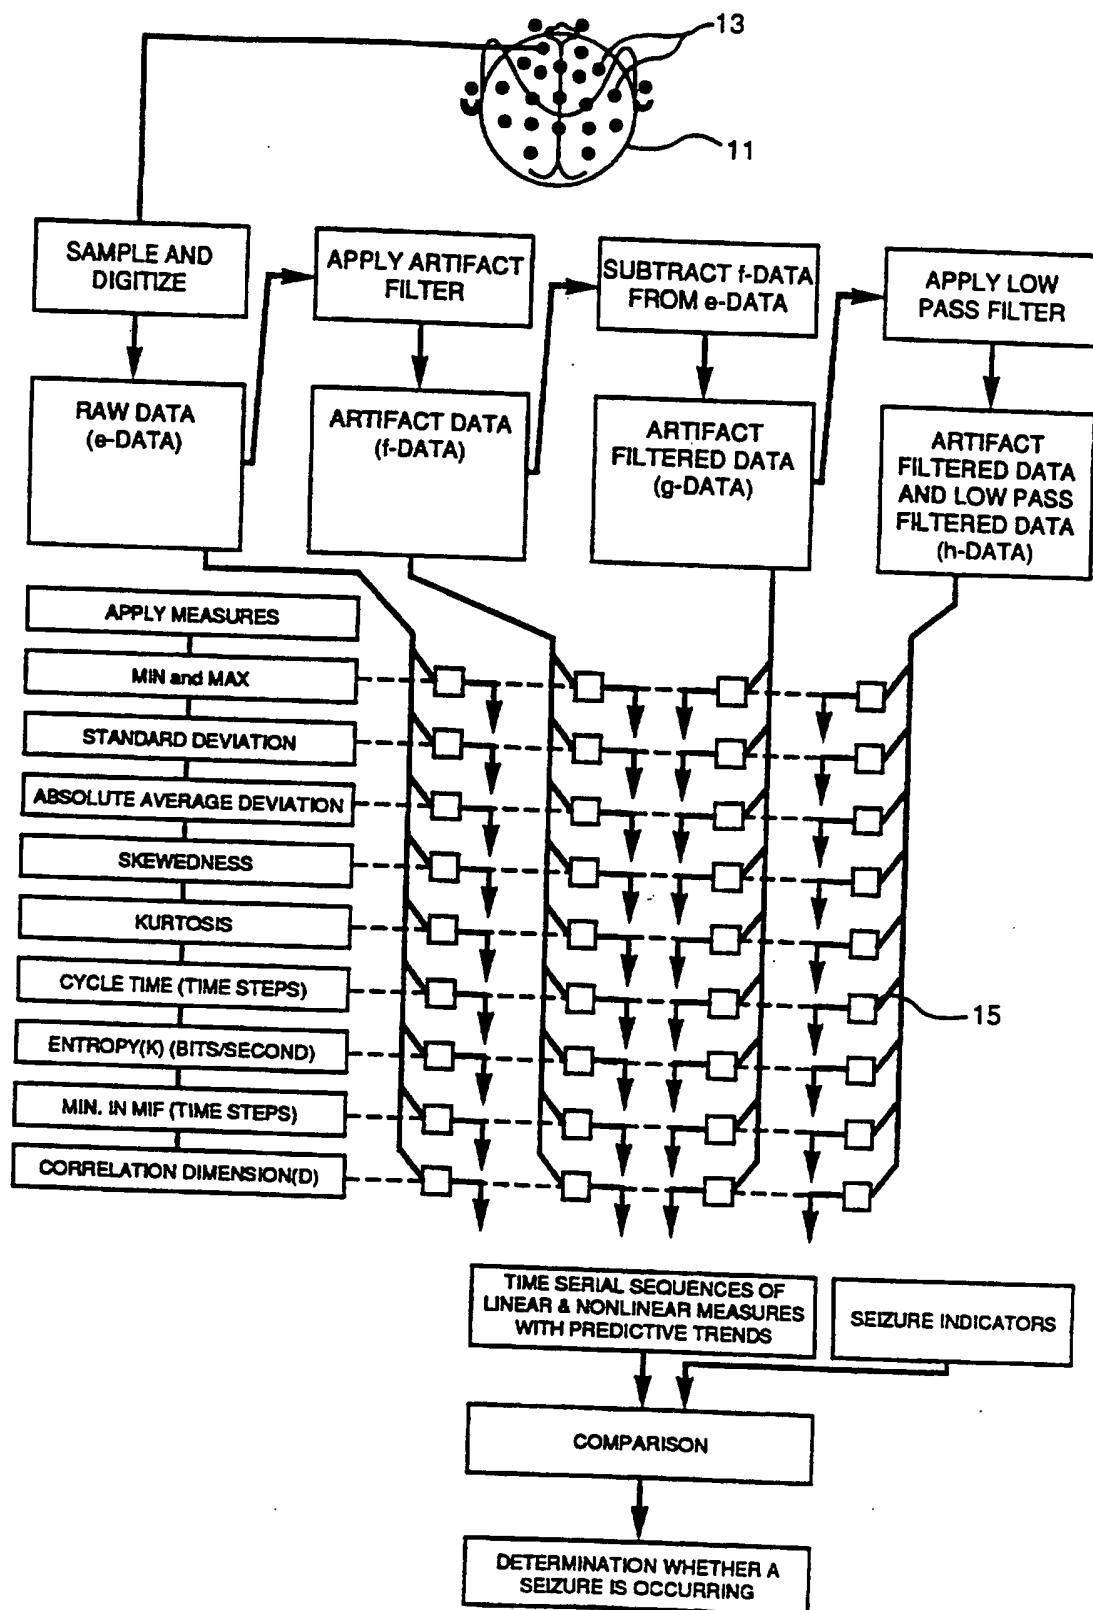 13
11
SAMPLE AND
DIGITIZE
APPLY ARTIFACT
FILTER
SUBTRACT f-DATA
FROM e-DATA
APPLY LOW
PASS FILTER
RAW DATA
(e-DATA)
ARTIFACT DATA
(f-DATA)
ARTIFACT
FILTERED DATA
(g-DATA)
ARTIFACT
FILTERED DATA
AND LOW PASS
FILTERED DATA
(h-DATA)
APPLY MEASURES
MIN and MAX
STANDARD DEVIATION
ABSOLUTE AVERAGE DEVIATION
SKEWEDNESS
KURTOSIS
CYCLE TIME (TIME STEPS)
15
ENTROPY(K) (BITS/SECOND)
MIN. IN MIF (TIME STEPS)
CORRELATION DIMENSION(D)
TIME SERIAL SEQUENCES OF
LINEAR & NONLINEAR MEASURES
WITH PREDICTIVE TRENDS
SEIZURE INDICATORS
COMPARISON
DETERMINATION WHETHER A
SEIZURE IS OCCURRING